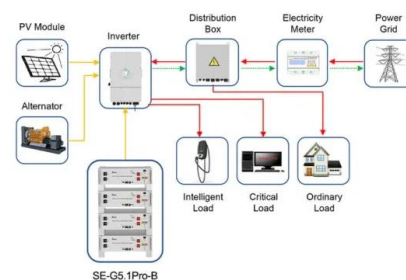 PV Module
Inverter
Distribution
Box
Electricity
Meter
Power
Grid
Alternator
Intelligent
Load
Critical
Load
Ordinary
Load
SE-G5.1Pro-B